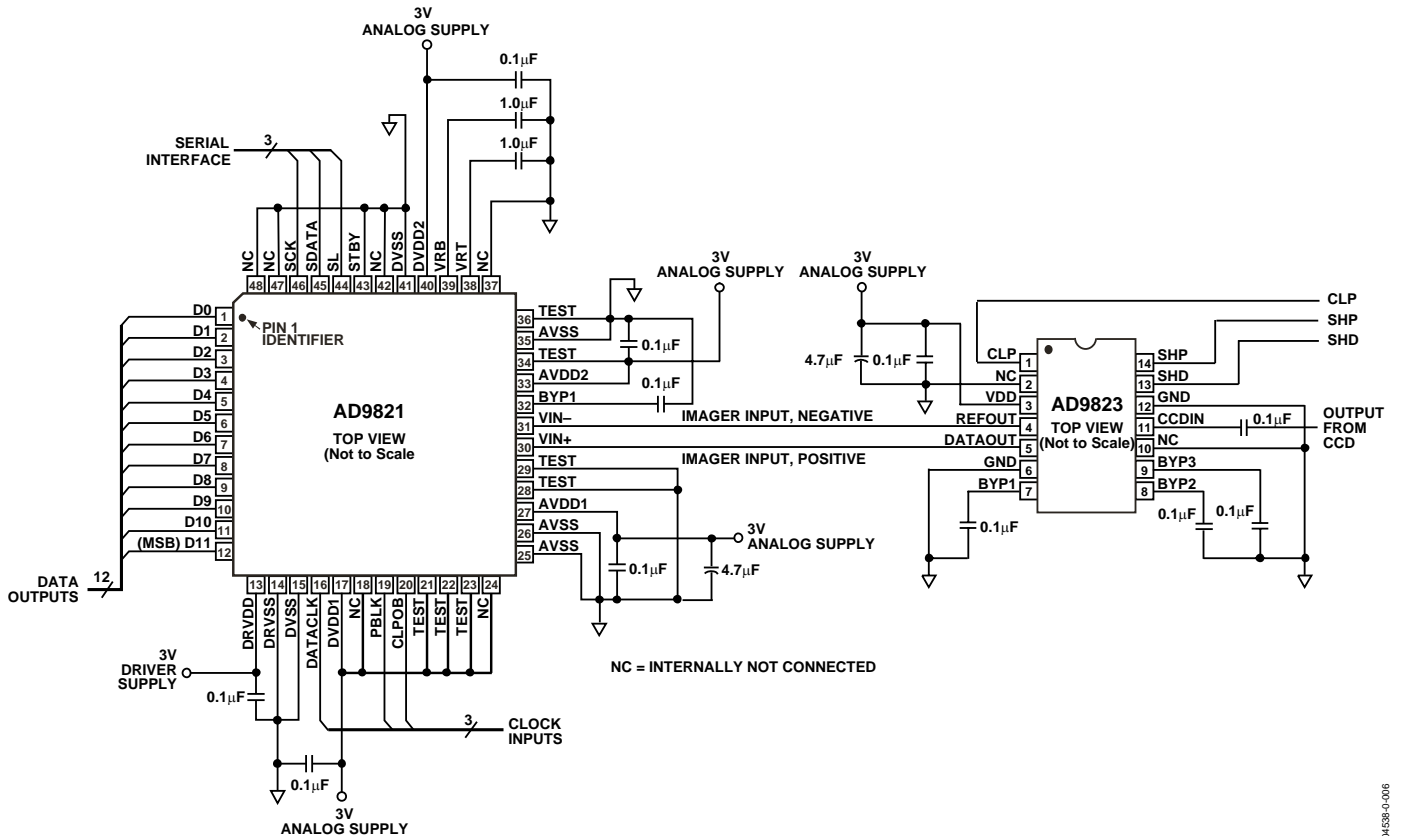 3V
ANALOG SUPPLY
0.1µF
1.0µF
1.0µF
SERIAL
INTERFACE
3
NC
NC
SCK
SDATA
SL
STBY
NC
DVSS
DVDD2
VRB
VRT
NC
48 47 46 45 44 43 42 41 40 39 38 37
D0 1
D1 2
D2 3
D3 4
D4 5
D5 6
D6 7
D7 8
D8 9
D9 10
D10 11
(MSB) D11 12
DATA
OUTPUTS
12
PIN 1
IDENTIFIER
AD9821
TOP VIEW
(Not to Scale
36 TEST
35 AVSS
34 TEST
33 AVDD2
32 BYP1
31 VIN–
30 VIN+
29 TEST
28 TEST
27 AVDD1
26 AVSS
25 AVSS
3V
ANALOG SUPPLY
0.1µF
0.1µF
IMAGER INPUT, NEGATIVE
IMAGER INPUT, POSITIVE
3V
ANALOG SUPPLY
0.1µF
4.7µF
13 14 15 16 17 18 19 20 21 22 23 24
DRVDD
DRVSS
DVSS
DATACLK
DVDD1
NC
PBLK
CLPOB
TEST
TEST
TEST
NC
3V
DRIVER
SUPPLY
0.1µF
3
CLOCK
INPUTS
0.1µF
3V
ANALOG SUPPLY
NC = INTERNALLY NOT CONNECTED
3V
ANALOG SUPPLY
4.7µF
0.1µF
CLP
SHP
SHD
CLP 1
NC 2
VDD 3
REFOUT 4
DATAOUT 5
GND 6
BYP1 7
AD9823
TOP VIEW
(Not to Scale)
14 SHP
13 SHD
12 GND
11 CCDIN
10 NC
9 BYP3
8 BYP2
0.1µF
OUTPUT
FROM
CCD
0.1µF
0.1µF
0.1µF